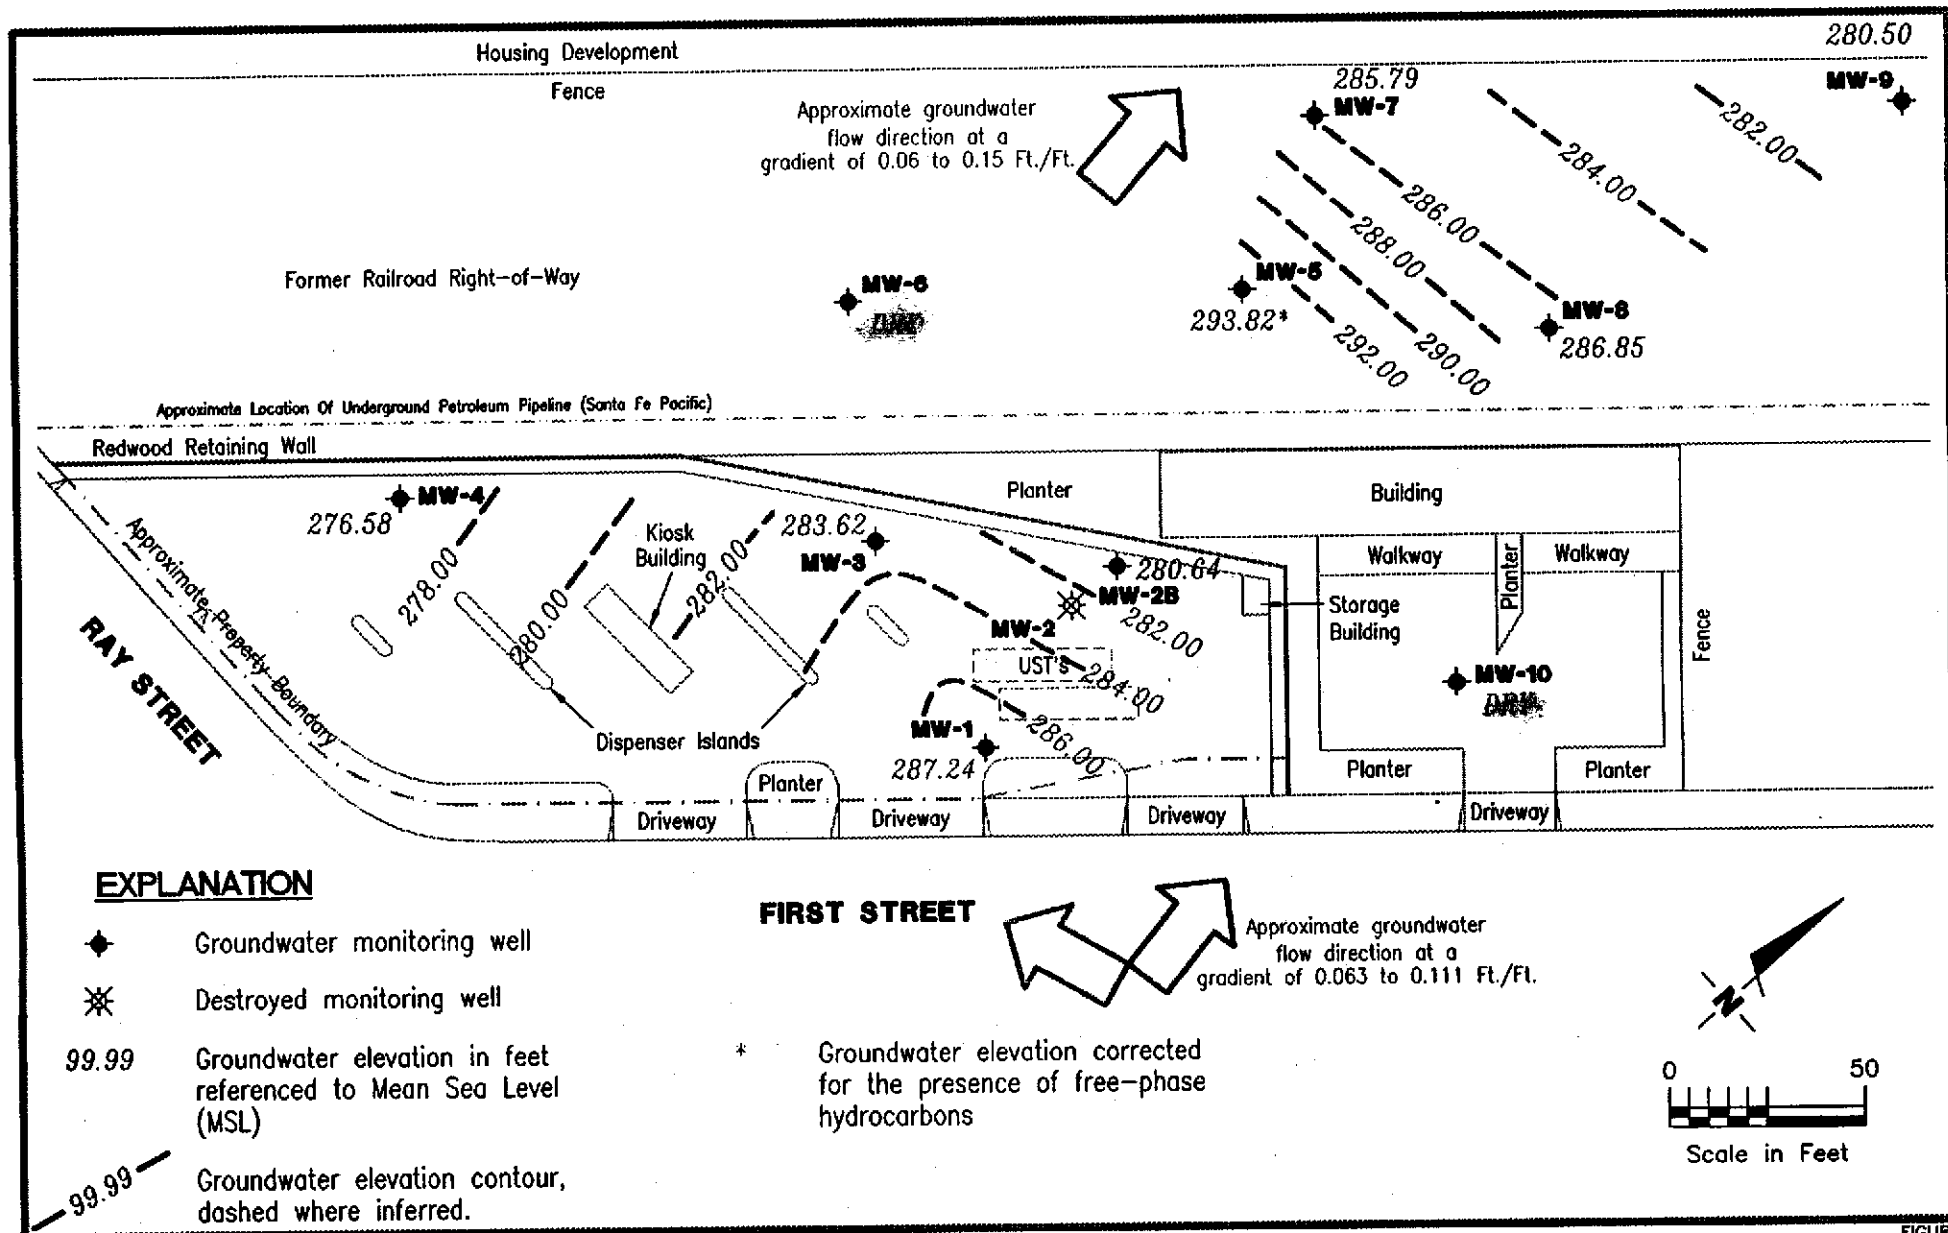 280.50
Housing Development
Fence
Approximate groundwater
flow direction at a
gradient of 0.06 to 0.15 Ft./Ft.
285.79
MW-7
MW-9
282.00
284.00
286.00
288.00
290.00
292.00
Former Railroad Right-of-Way
MW-6
MW-5
293.82*
MW-8
286.85
Approximate Location Of Underground Petroleum Pipeline (Santa Fe Pacific)
Redwood Retaining Wall
MW-4
276.58
278.00
280.00
Kiosk
Building
282.00
283.62
MW-3
Planter
280.64
MW-2B
282.00
MW-2
UST's
284.00
286.00
MW-1
287.24
Building
Walkway
Planter
Walkway
Storage
Building
MW-10
Fence
Approximate Property Boundary
RAY STREET
Dispenser Islands
Planter
Planter
Planter
Driveway
Driveway
Driveway
Driveway
FIRST STREET
Approximate groundwater
flow direction at a
gradient of 0.063 to 0.111 Ft./Ft.
EXPLANATION
Groundwater monitoring well
Destroyed monitoring well
99.99
Groundwater elevation in feet
referenced to Mean Sea Level
(MSL)
99.99
Groundwater elevation contour,
dashed where inferred.
*
Groundwater elevation corrected
for the presence of free-phase
hydrocarbons
N
0 50
Scale in Feet